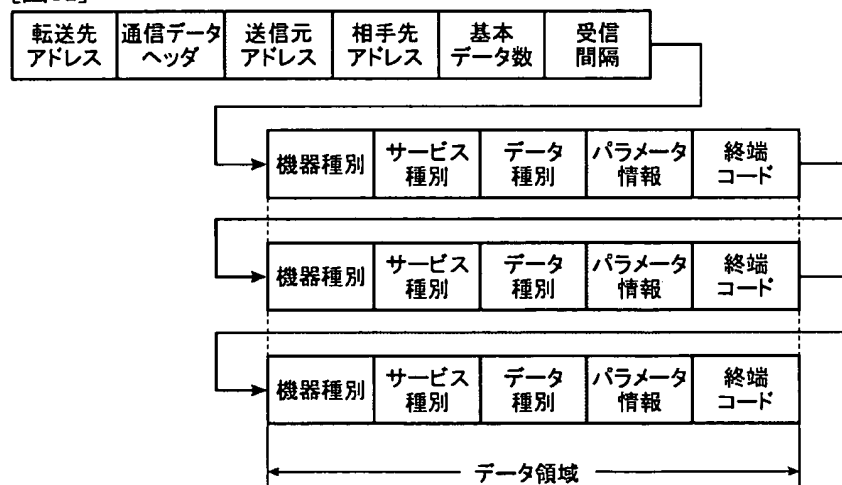 転送先 通信データ 送信元 相手先 基本 受信
アドレス ヘッダ アドレス アドレス データ数 間隔
機器種別 サービス種別 データ種別 パラメータ情報 終端コード
機器種別 サービス種別 データ種別 パラメータ情報 終端コード
機器種別 サービス種別 データ種別 パラメータ情報 終端コード
データ領域